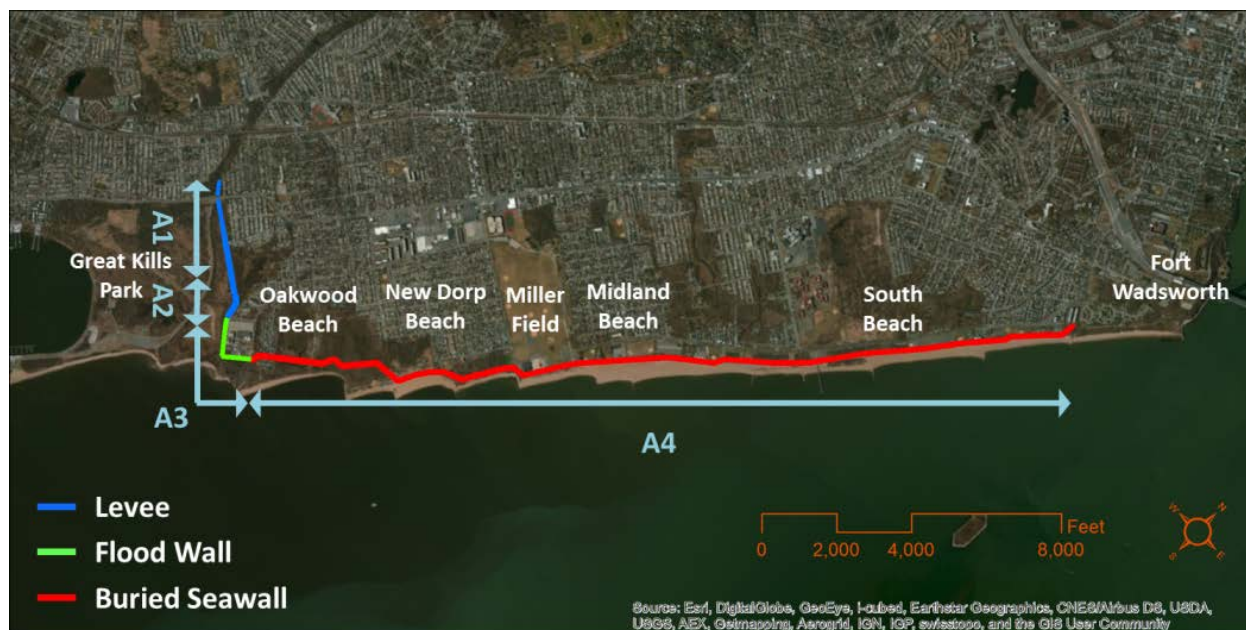 A1
Great Kills
Park
A2
Oakwood
Beach
New Dorp
Beach
Miller
Field
Midland
Beach
South
Beach
Fort
Wadsworth
A3
A4
Levee
Flood Wall
Buried Seawall
Feet
0 2,000 4,000 8,000
W N
S E
Source: Esri, DigitalGlobe, GeoEye, i-cubed, Earthstar Geographics, CNES/Airbus DS, USDA,
USGS, AEX, Getmapping, Aerogrid, IGN, IGP, swisstopo, and the GIS User Community